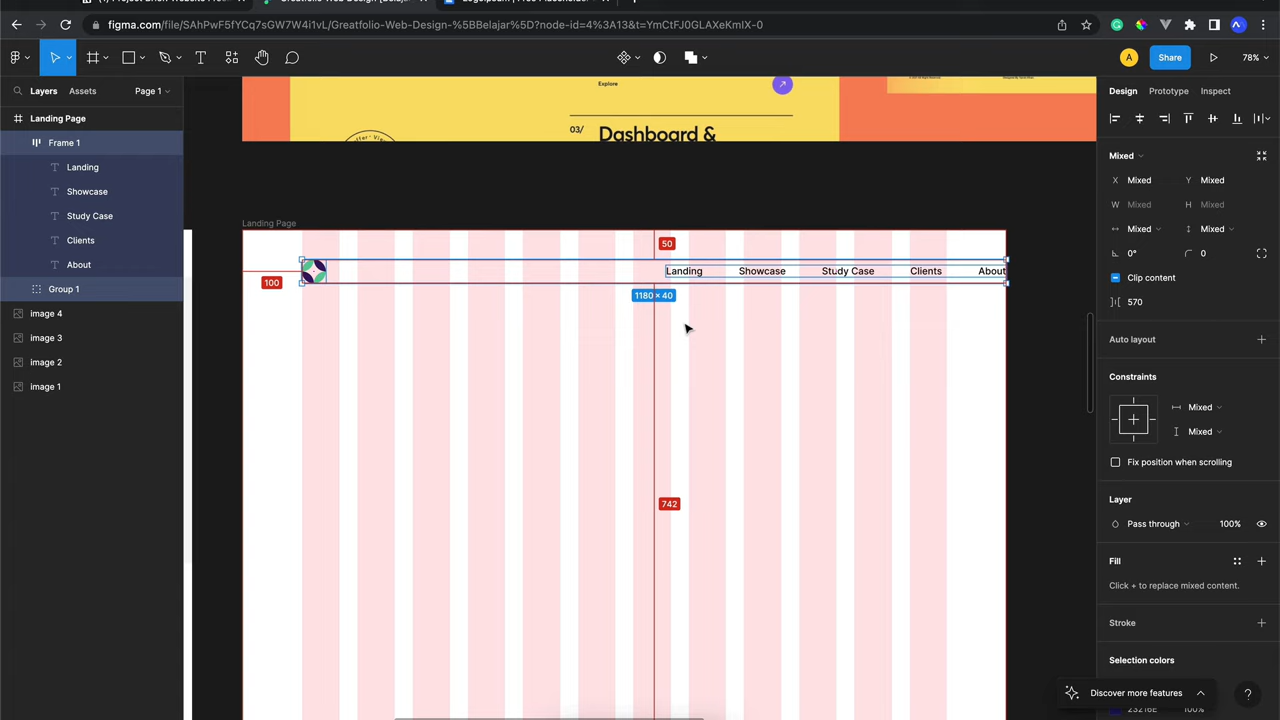 figma.com/file/SAhPwF5fYCq7sGW7W4i1vL/Greatfolio-Web-Design-%5BBelajar%5D?node-id=4%3A13&t=YmCtFJ0GLAXeKmIX-0
A
Share
78%
Layers
Assets
Page 1
Landing Page
Frame 1
Landing
Showcase
Study Case
Clients
About
Group 1
image 4
image 3
image 2
image 1
Explore
03/
Dashboard &
Landing Page
50
100
Landing
Showcase
Study Case
Clients
About
1180 × 40
742
Design
Prototype
Inspect
Mixed
X Mixed
Y Mixed
W Mixed
H Mixed
Mixed
Mixed
0°
0
Clip content
570
Auto layout
Constraints
Mixed
Mixed
Fix position when scrolling
Layer
Pass through
100%
Fill
Click + to replace mixed content.
Stroke
Selection colors
Discover more features
?
23216E
100%